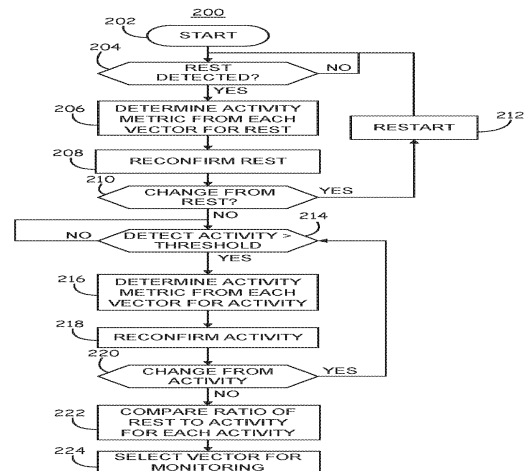 200
202
START
204
REST
DETECTED?
NO
YES
206
DETERMINE ACTIVITY
METRIC FROM EACH
VECTOR FOR REST
RESTART
212
208
RECONFIRM REST
210
CHANGE FROM
REST?
YES
NO
214
NO
DETECT ACTIVITY >
THRESHOLD
YES
216
DETERMINE ACTIVITY
METRIC FROM EACH
VECTOR FOR ACTIVITY
218
RECONFIRM ACTIVITY
220
CHANGE FROM
ACTIVITY
YES
NO
222
COMPARE RATIO OF
REST TO ACTIVITY
FOR EACH ACTIVITY
224
SELECT VECTOR FOR
MONITORING